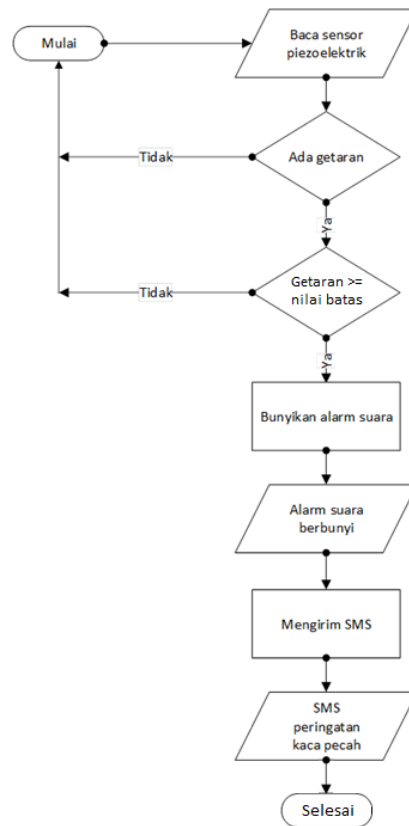 Mulai
Baca sensor
piezoelektrik
Tidak
Ada getaran
Ya
Tidak
Getaran >=
nilai batas
Ya
Bunyikan alarm suara
Alarm suara
berbunyi
Mengirim SMS
SMS
peringatan
kaca pecah
Selesai